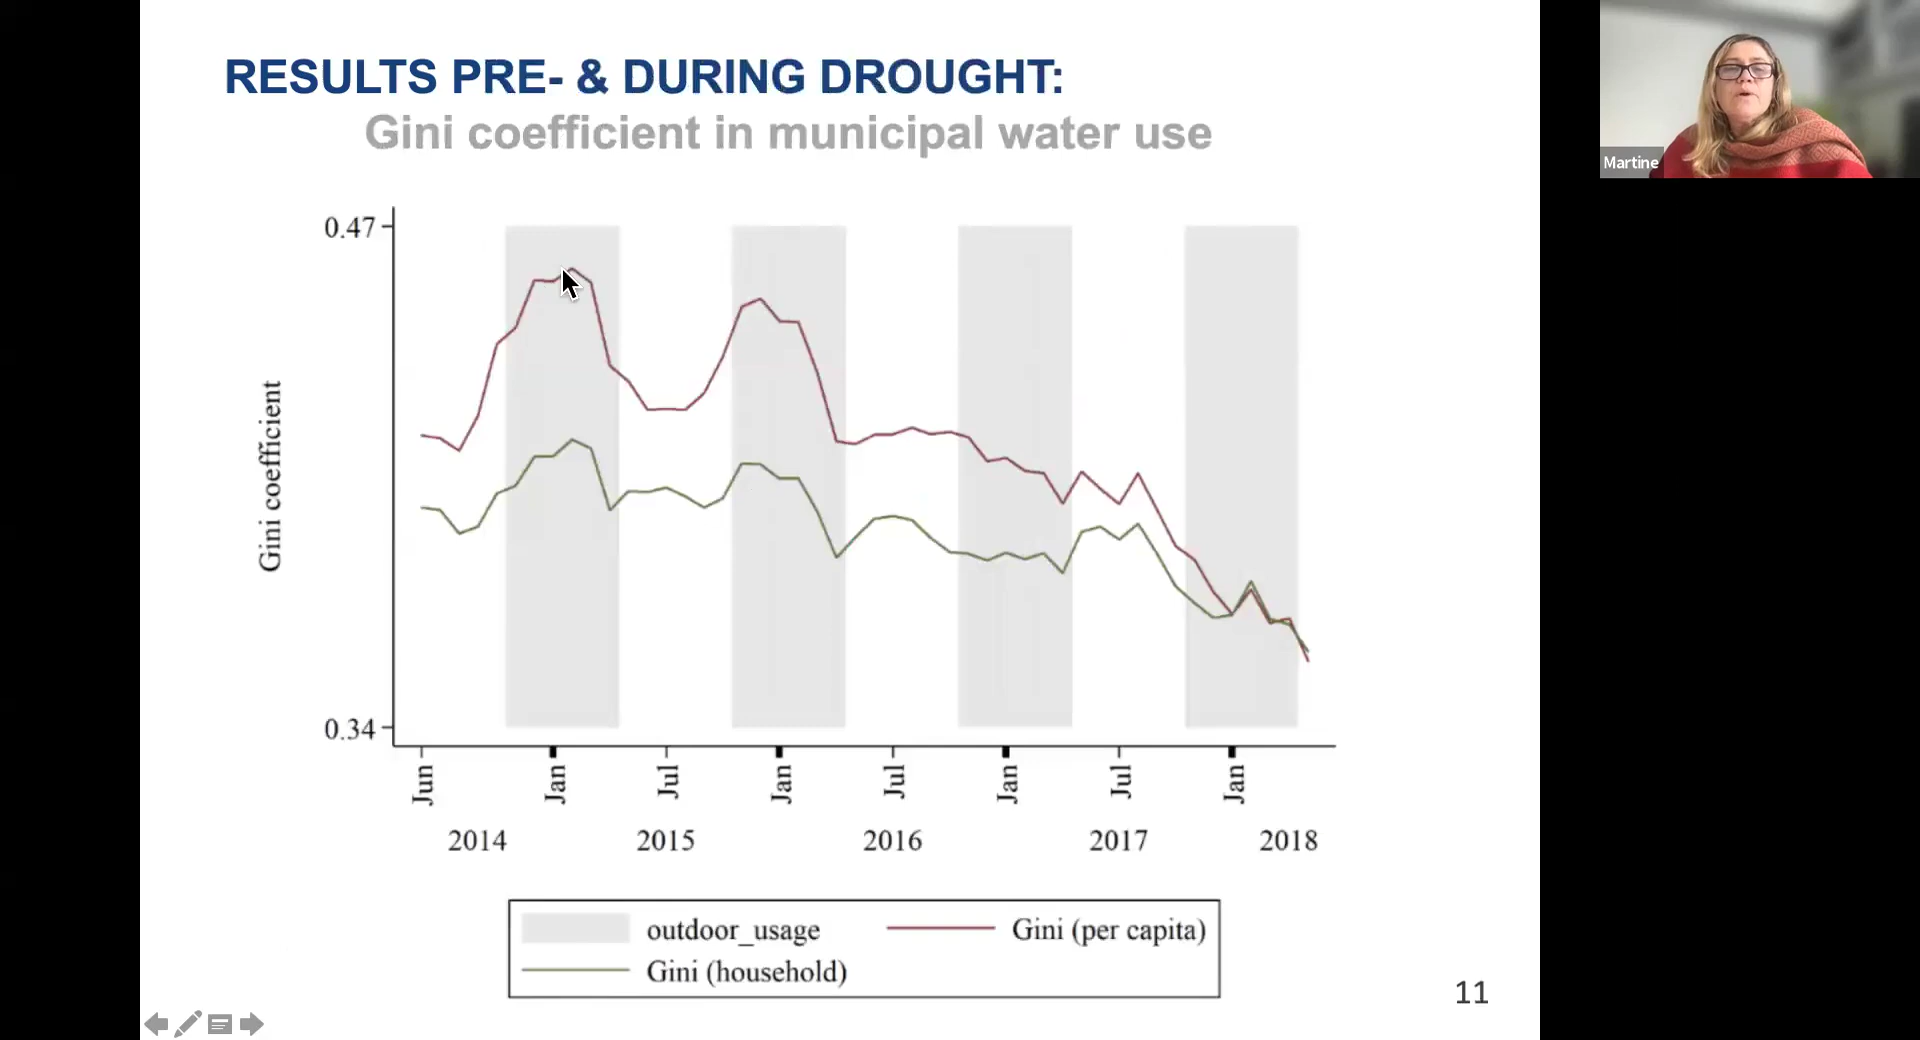 RESULTS PRE- & DURING DROUGHT:
Gini coefficient in municipal water use
Martine
0.47
Gini coefficient
0.34
Jun Jan Jul Jan Jul Jan Jul Jan
2014 2015 2016 2017 2018
outdoor_usage Gini (per capita)
Gini (household)
11